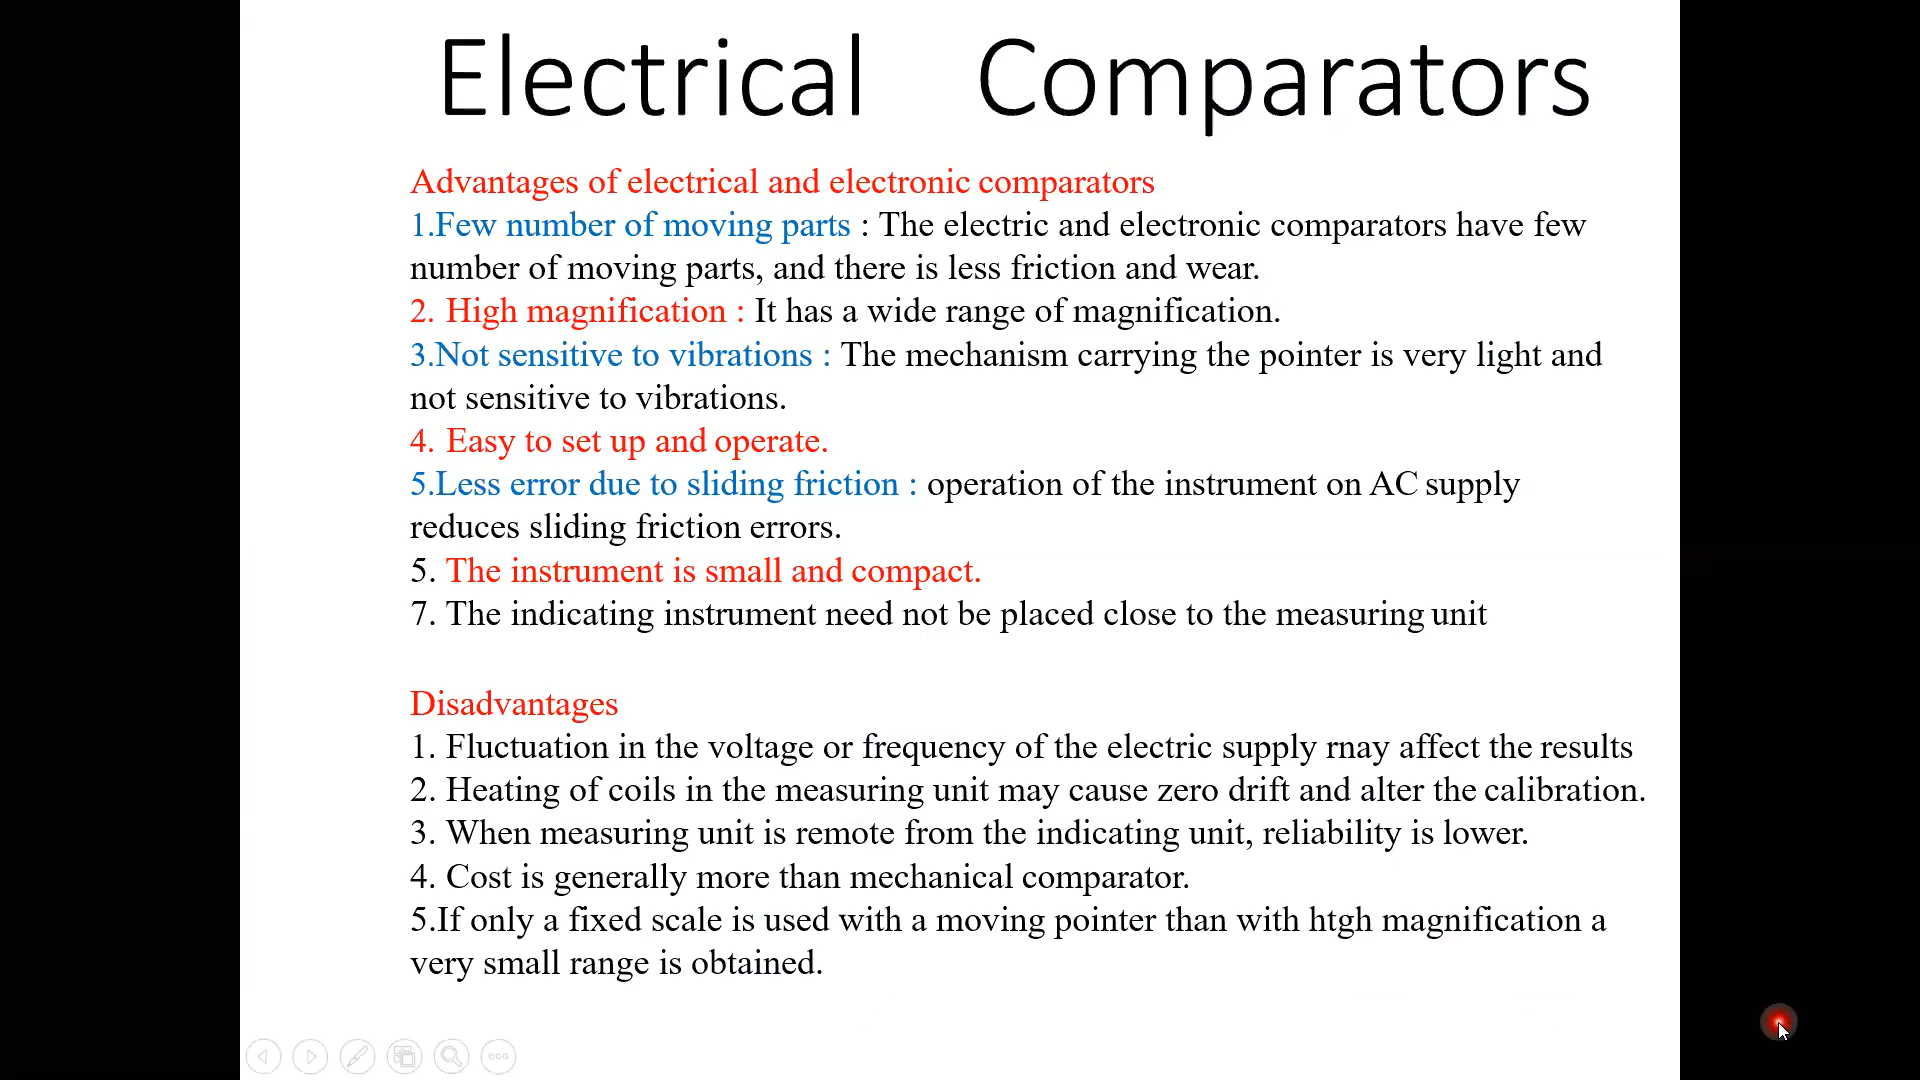 Electrical Comparators
Advantages of electrical and electronic comparators
1.Few number of moving parts : The electric and electronic comparators have few
number of moving parts, and there is less friction and wear.
2. High magnification : It has a wide range of magnification.
3.Not sensitive to vibrations : The mechanism carrying the pointer is very light and
not sensitive to vibrations.
4. Easy to set up and operate.
5.Less error due to sliding friction : operation of the instrument on AC supply
reduces sliding friction errors.
5. The instrument is small and compact.
7. The indicating instrument need not be placed close to the measuring unit
Disadvantages
1. Fluctuation in the voltage or frequency of the electric supply rnay affect the results
2. Heating of coils in the measuring unit may cause zero drift and alter the calibration.
3. When measuring unit is remote from the indicating unit, reliability is lower.
4. Cost is generally more than mechanical comparator.
5.If only a fixed scale is used with a moving pointer than with htgh magnification a
very small range is obtained.